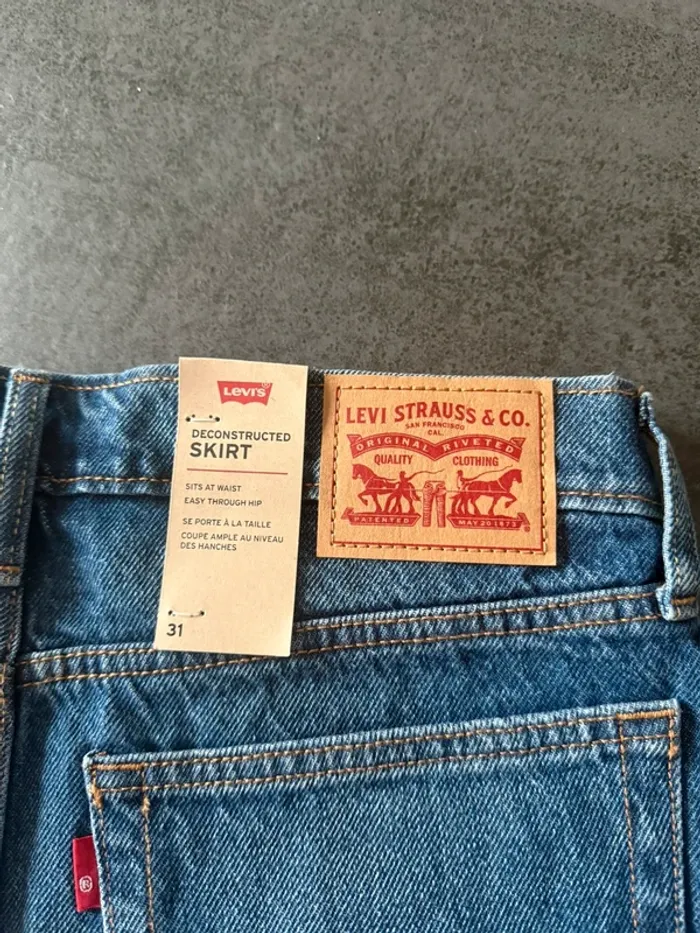 LEVI'S
DECONSTRUCTED
SKIRT
SITS AT WAIST
EASY THROUGH HIP
SE PORTE À LA TAILLE
COUPE AMPLE AU NIVEAU
DES HANCHES
31
LEVI STRAUSS & CO.
SAN FRANCISCO
CAL.
ORIGINAL RIVETED
QUALITY CLOTHING
PATENTED MAY 20 1873
®